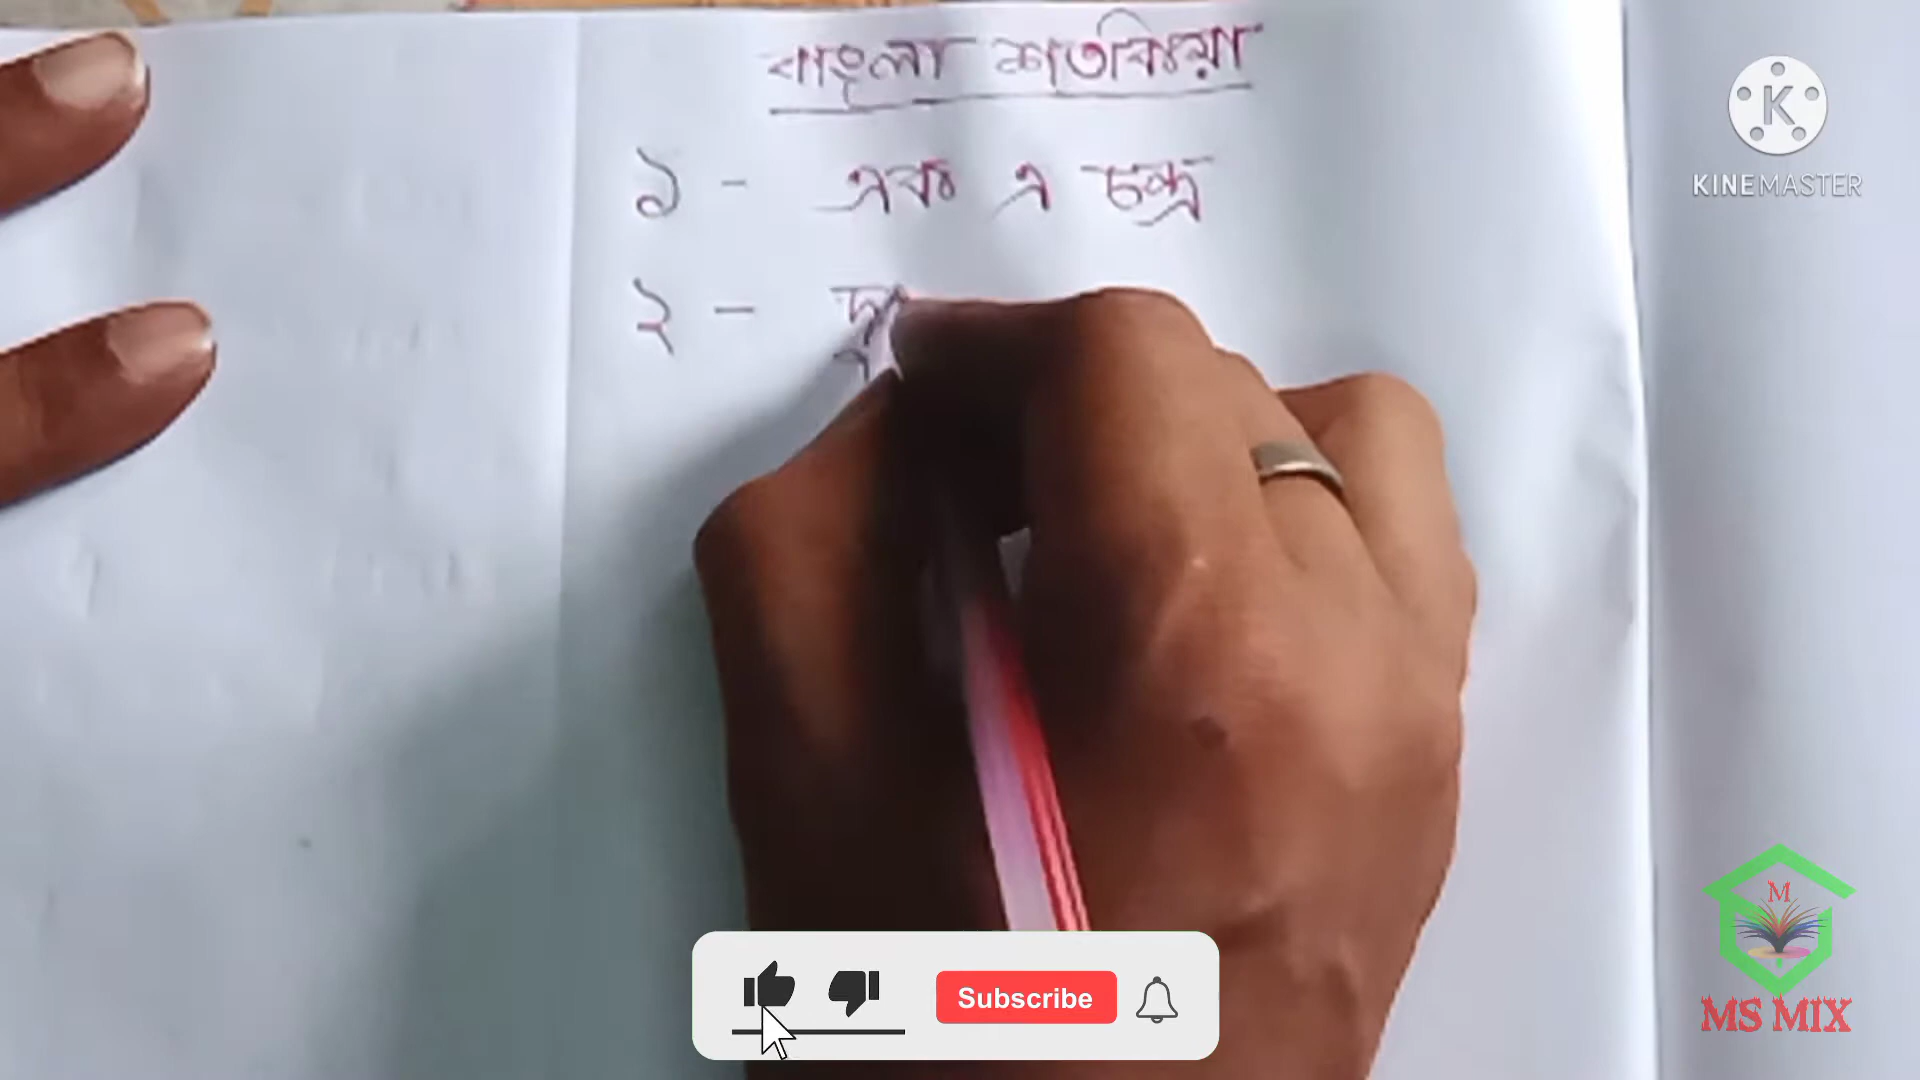 বাংলা শতকিয়া
১ - এক এ চন্দ্র
২ -
KINEMASTER
K
M
MS MIX
Subscribe